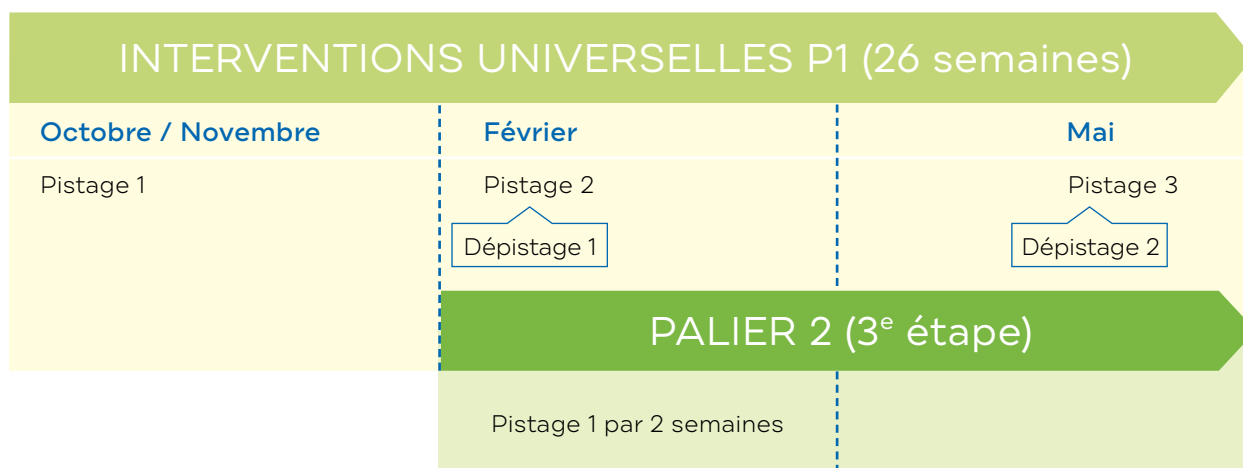 INTERVENTIONS UNIVERSELLES P1 (26 semaines)
Octobre / Novembre
Février
Mai
Pistage 1
Pistage 2
Pistage 3
Dépistage 1
Dépistage 2
PALIER 2 (3e étape)
Pistage 1 par 2 semaines